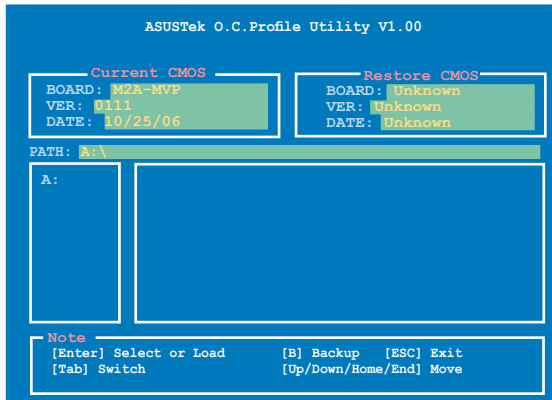 ASUSTek O.C.Profile Utility V1.00
Current CMOS
BOARD: M2A-MVP
VER: 0111
DATE: 10/25/06
Restore CMOS
BOARD: Unknown
VER: Unknown
DATE: Unknown
PATH: A:\
A:
Note
[Enter] Select or Load [B] Backup [ESC] Exit
[Tab] Switch [Up/Down/Home/End] Move